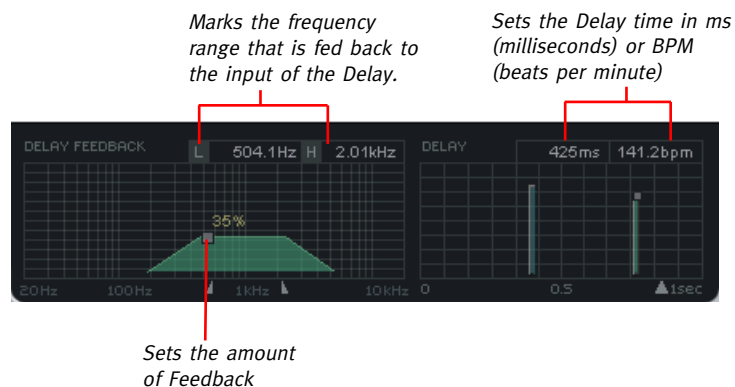 Marks the frequency
range that is fed back to
the input of the Delay.
Sets the Delay time in ms
(milliseconds) or BPM
(beats per minute)
DELAY FEEDBACK L 504.1Hz H 2.01kHz
DELAY 425ms 141.2bpm
35%
20Hz 100Hz 1kHz 10kHz
0 0.5 1sec
Sets the amount
of Feedback